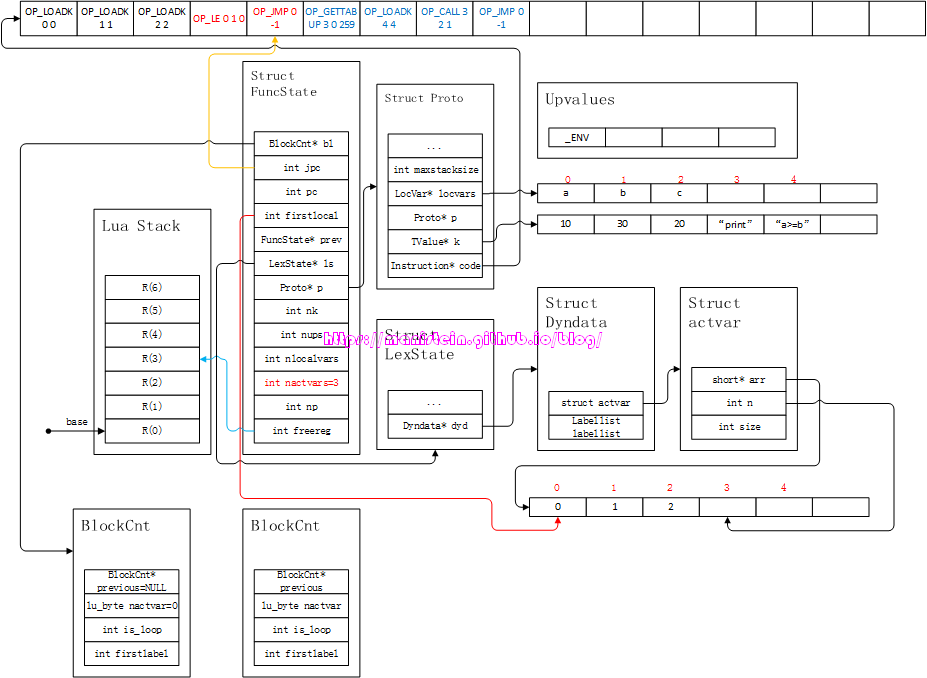 OP_LOADK 0 0
OP_LOADK 1 1
OP_LOADK 2 2
OP_LE 0 1 0
OP_JMP 0 -1
OP_GETTAB-UP 3 0 259
OP_LOADK 4 4
OP_CALL 3 2 1
OP_JMP 0 -1
Struct
FuncState
BlockCnt* bl
int jpc
int pc
int firstlocal
FuncState* prev
LexState* ls
Proto* p
int nk
int nups
int nlocalvars
int nactvars=3
int np
int freereg
Struct Proto
...
int maxstacksize
LocVar* locvars
Proto* p
TValue* k
Instruction* code
Upvalues
_ENV
0 1 2 3 4
a b c
10 30 20 “print” “a>=b”
Lua Stack
R(6)
R(5)
R(4)
R(3)
R(2)
R(1)
R(0)
base
Struct
LexState
...
Dyndata* dyd
Struct
Dyndata
struct actvar
Labellist
labellist
Struct
actvar
short* arr
int n
int size
0 1 2 3 4
0 1 2
BlockCnt
BlockCnt*
previous=NULL
lu_byte nactvar=0
int is_loop
int firstlabel
BlockCnt
BlockCnt*
previous
lu_byte nactvar
int is_loop
int firstlabel